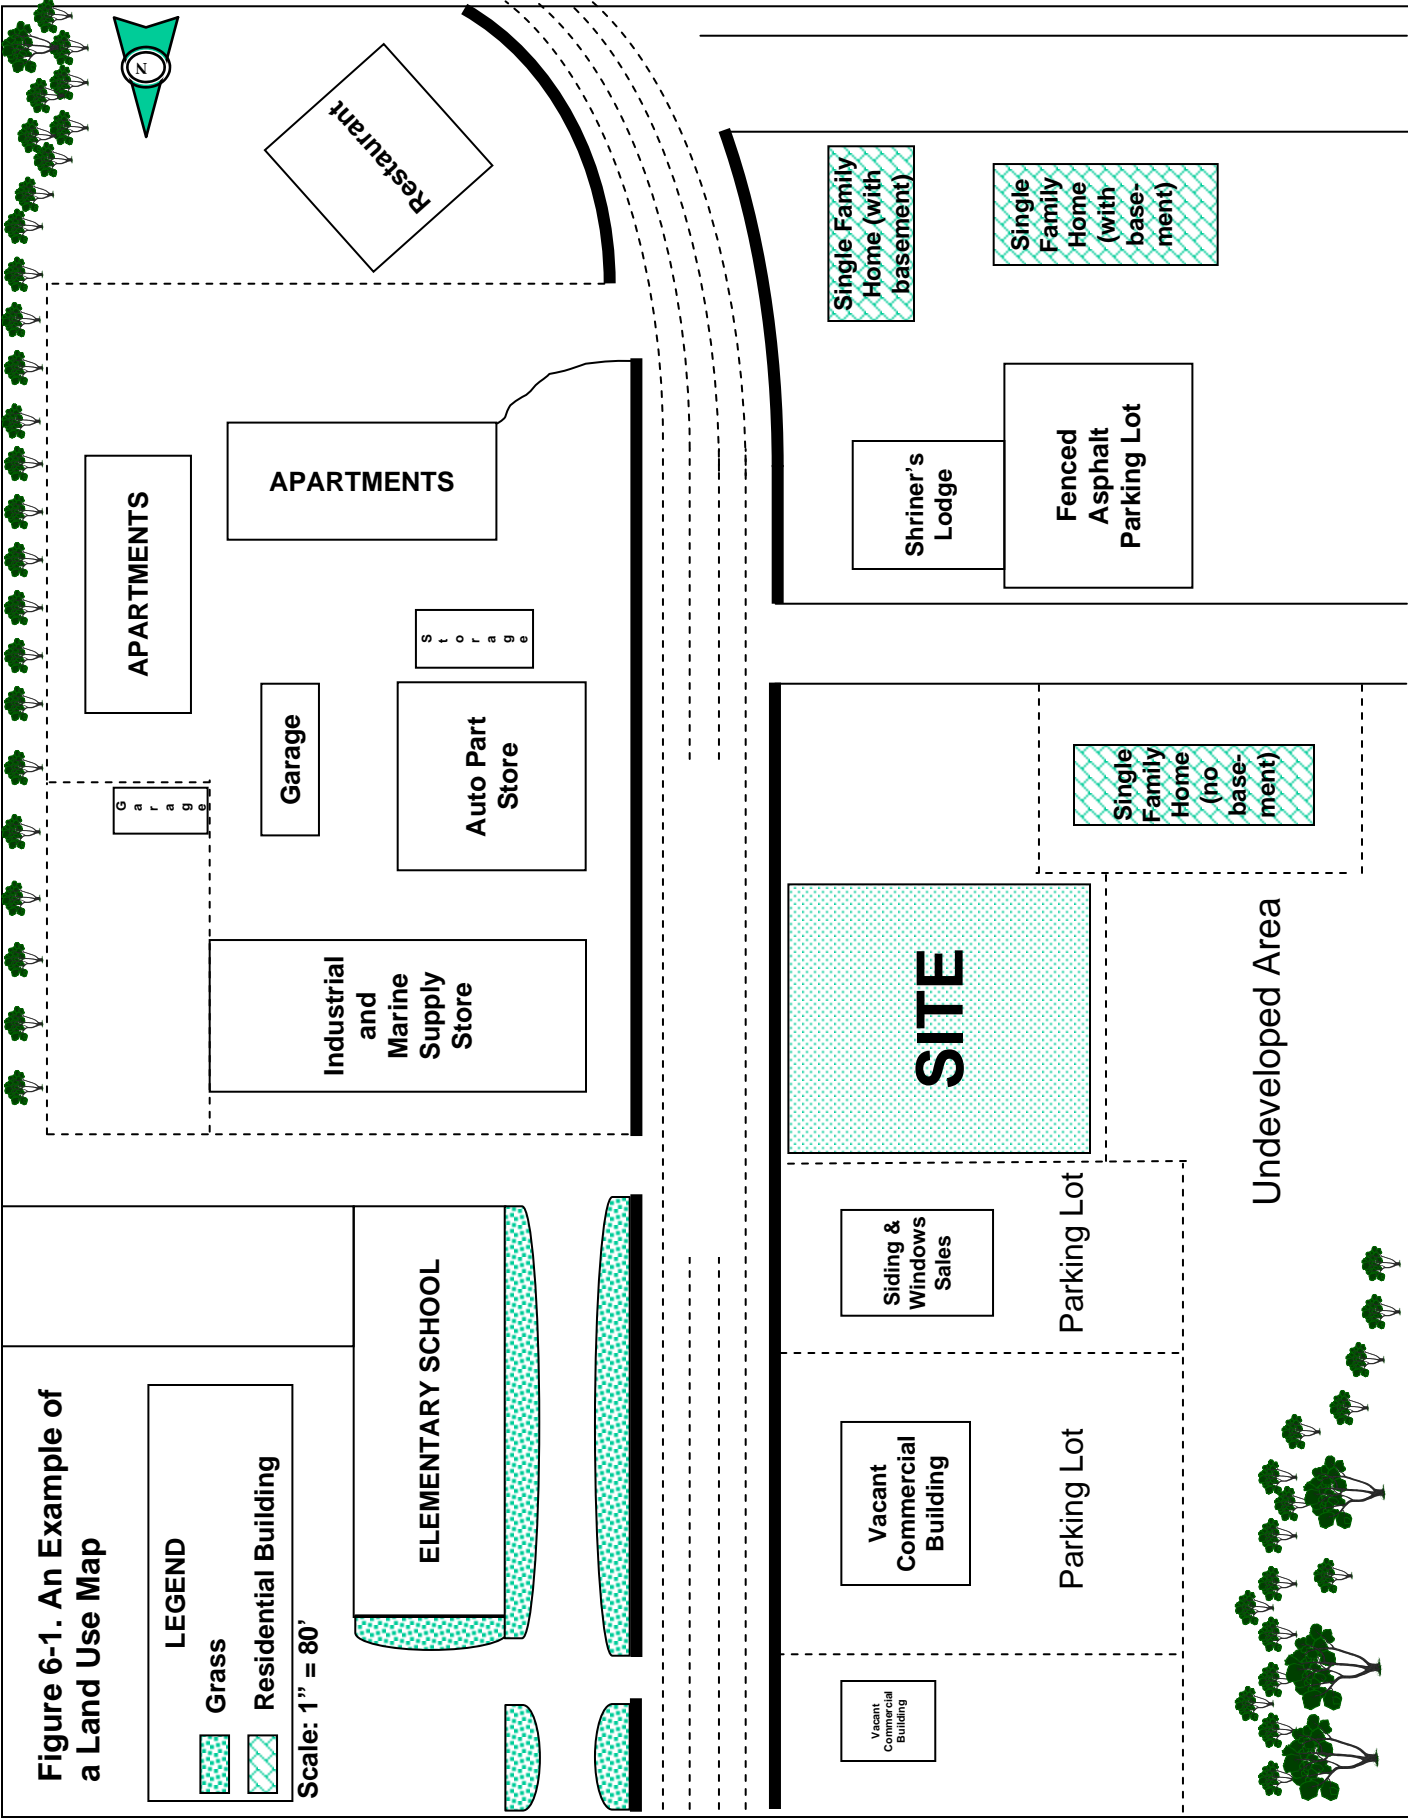 Figure 6-1. An Example of
a Land Use Map
LEGEND
Grass
Residential Building
Scale: 1” = 80’
N
Restaurant
APARTMENTS
APARTMENTS
Garage
Garage
Storage
Auto Part
Store
Industrial
and
Marine
Supply
Store
ELEMENTARY SCHOOL
Vacant
Commercial
Building
Vacant
Commercial
Building
Parking Lot
Siding &
Windows
Sales
Parking Lot
SITE
Undeveloped Area
Single
Family
Home
(no
base-
ment)
Shriner’s
Lodge
Fenced
Asphalt
Parking Lot
Single Family
Home (with
basement)
Single
Family
Home
(with
base-
ment)